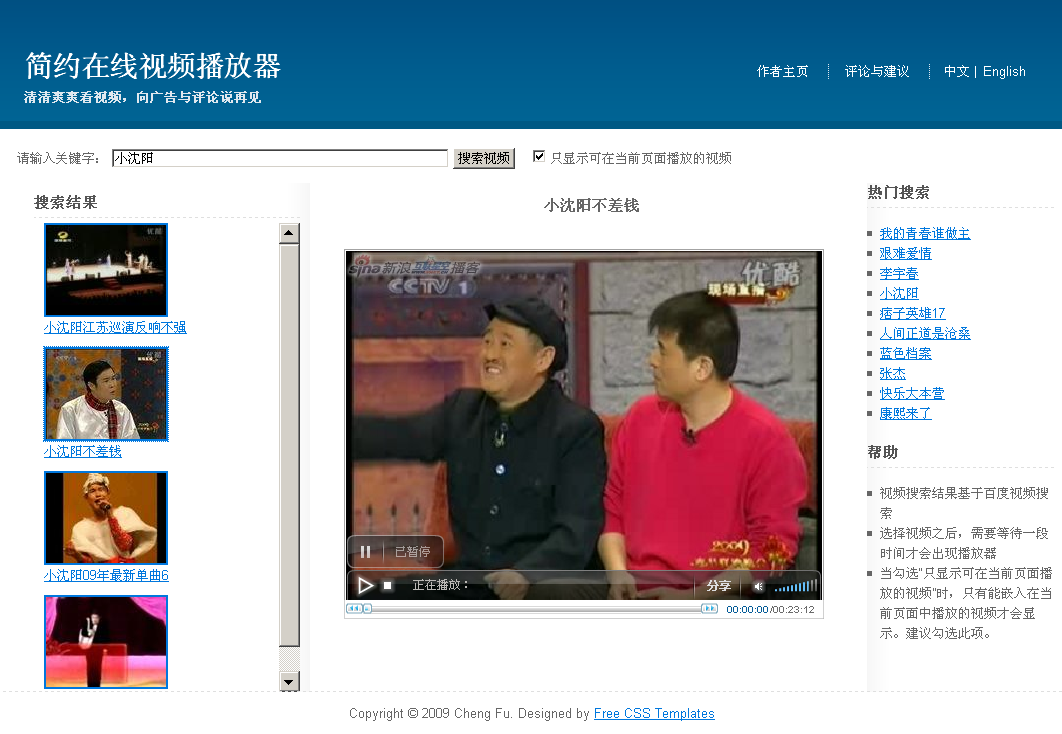 简约在线视频播放器
清清爽爽看视频，向广告与评论说再见
作者主页
评论与建议
中文 | English
请输入关键字：
小沈阳
搜索视频
只显示可在当前页面播放的视频
搜索结果
优酷
小沈阳江苏巡演反响不强
优酷
小沈阳不差钱
小沈阳09年最新单曲6
小沈阳不差钱
sina新浪互联播客
CCTV 1
优酷
现场直播
2009
已暂停
正在播放：
分享
00:00:00/00:23:12
热门搜索
我的青春谁做主
艰难爱情
李宇春
小沈阳
痞子英雄17
人间正道是沧桑
蓝色档案
张杰
快乐大本营
康熙来了
帮助
视频搜索结果基于百度视频搜
索
选择视频之后，需要等待一段
时间才会出现播放器
当勾选"只显示可在当前页面播
放的视频"时，只有能嵌入在当
前页面中播放的视频才会显
示。建议勾选此项。
Copyright © 2009 Cheng Fu. Designed by Free CSS Templates